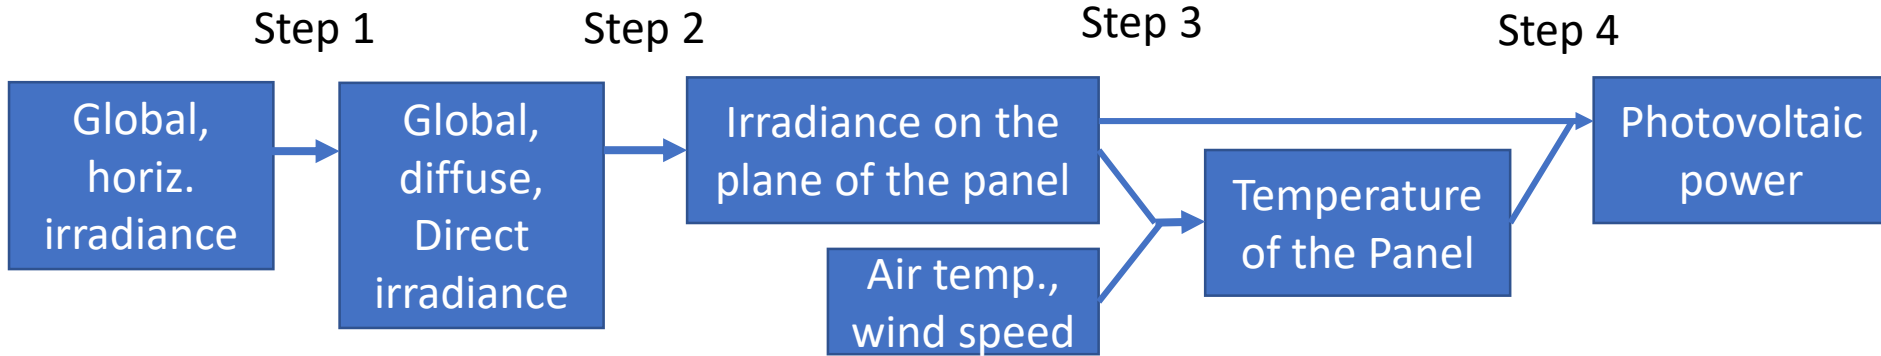 Step 1
Step 2
Step 3
Step 4
Global,
horiz.
irradiance
Global,
diffuse,
Direct
irradiance
Irradiance on the
plane of the panel
Air temp.,
wind speed
Temperature
of the Panel
Photovoltaic
power